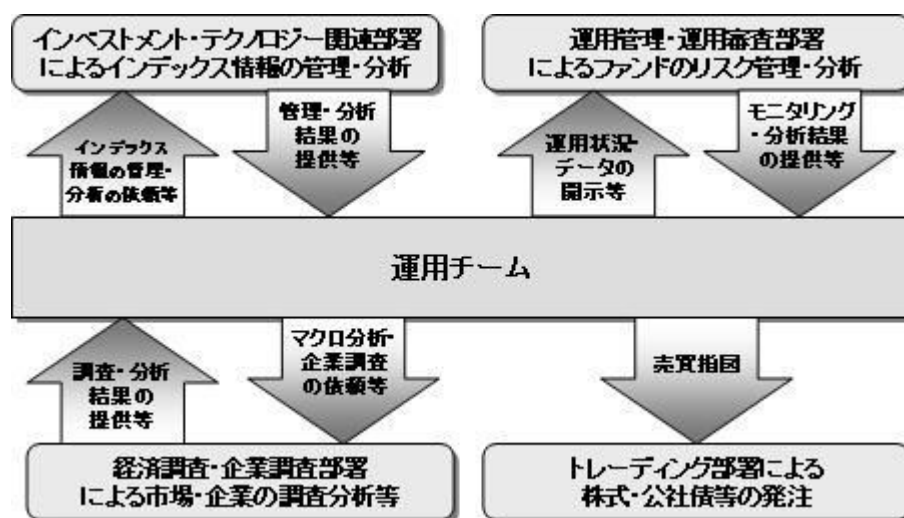 インベストメント・テクノロジー関連部署
によるインデックス情報の管理・分析
運用管理・運用審査部署
によるファンドのリスク管理・分析
インデックス
情報の管理・
分析の依頼等
管理・分析
結果の
提供等
運用状況・
データの
開示等
モニタリング
・分析結果
の提供等
運用チーム
調査・分析
結果の
提供等
マクロ分析・
企業調査
の依頼等
売買指図
経済調査・企業調査部署
による市場・企業の調査分析等
トレーディング部署による
株式・公社債等の発注